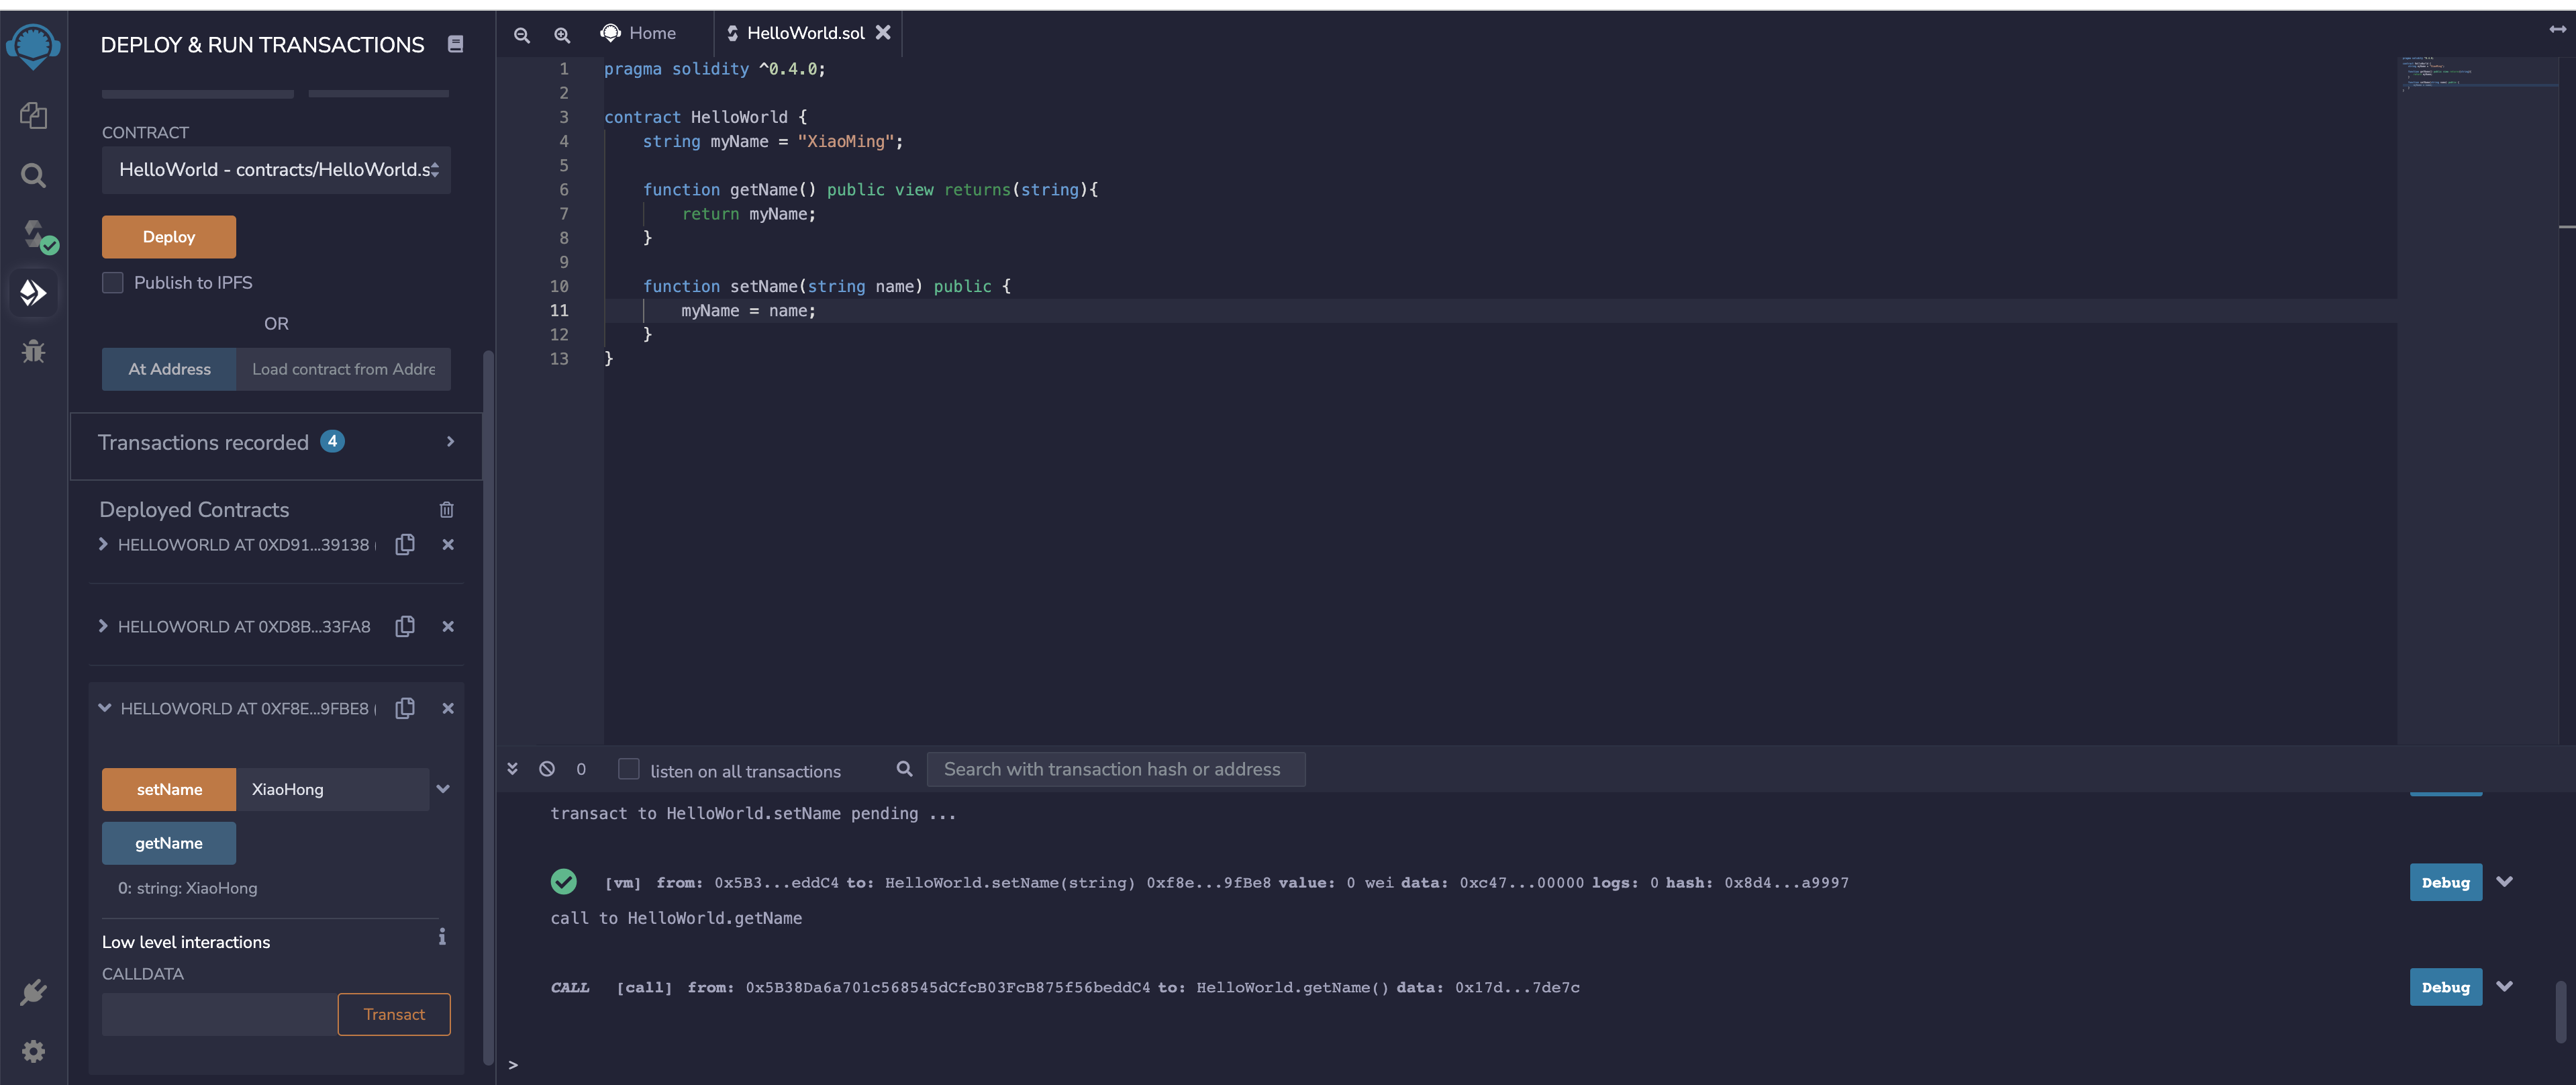 DEPLOY & RUN TRANSACTIONS
CONTRACT
HelloWorld - contracts/HelloWorld.s
Deploy
Publish to IPFS
OR
At Address
Load contract from Addre
Transactions recorded 4
Deployed Contracts
HELLOWORLD AT 0XD91...39138 (
HELLOWORLD AT 0XD8B...33FA8
HELLOWORLD AT 0XF8E...9FBE8 (
setName XiaoHong
getName
0: string: XiaoHong
Low level interactions
i
CALLDATA
Transact
Home
HelloWorld.sol
1 pragma solidity ^0.4.0;
2
3 contract HelloWorld {
4 string myName = "XiaoMing";
5
6 function getName() public view returns(string){
7 return myName;
8 }
9
10 function setName(string name) public {
11 myName = name;
12 }
13 }
0
listen on all transactions
Search with transaction hash or address
transact to HelloWorld.setName pending ...
[vm] from: 0x5B3...eddC4 to: HelloWorld.setName(string) 0xf8e...9fBe8 value: 0 wei data: 0xc47...00000 logs: 0 hash: 0x8d4...a9997
Debug
call to HelloWorld.getName
CALL [call] from: 0x5B38Da6a701c568545dCfcB03FcB875f56beddC4 to: HelloWorld.getName() data: 0x17d...7de7c
Debug
>